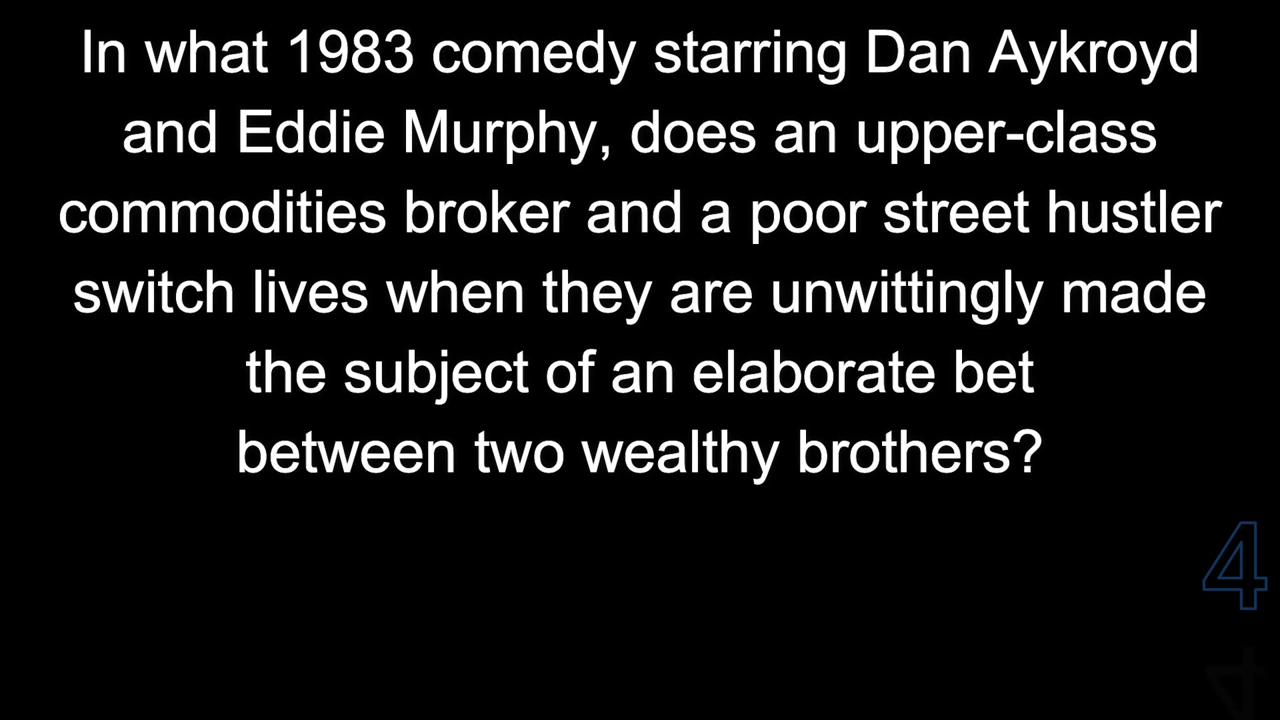 In what 1983 comedy starring Dan Aykroyd
and Eddie Murphy, does an upper-class
commodities broker and a poor street hustler
switch lives when they are unwittingly made
the subject of an elaborate bet
between two wealthy brothers?
4